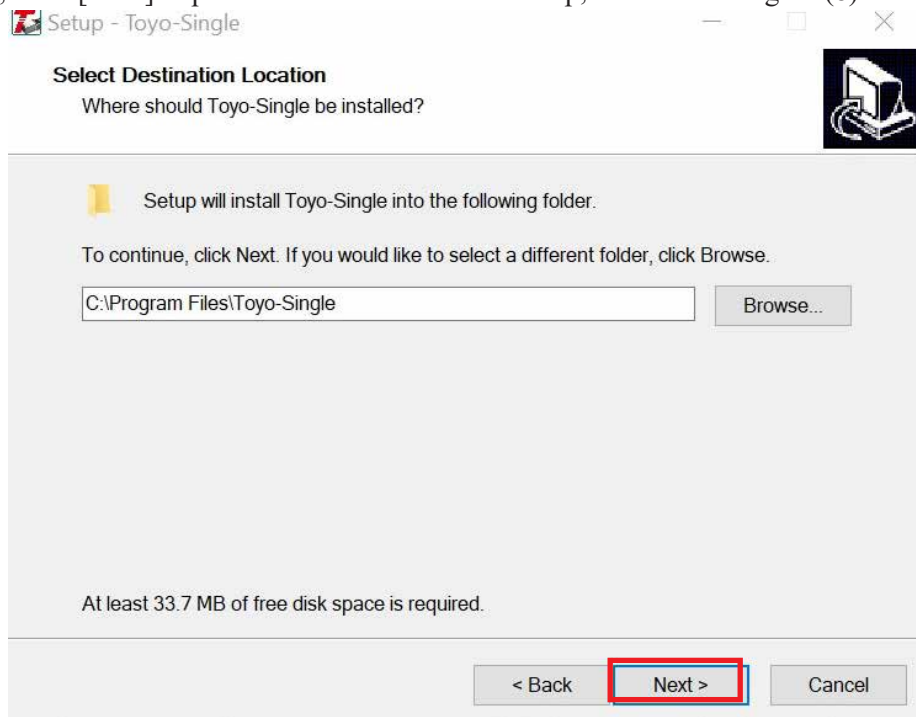 Setup - Toyo-Single
Select Destination Location
Where should Toyo-Single be installed?
Setup will install Toyo-Single into the following folder.
To continue, click Next. If you would like to select a different folder, click Browse.
C:\Program Files\Toyo-Single
Browse...
At least 33.7 MB of free disk space is required.
< Back
Next >
Cancel